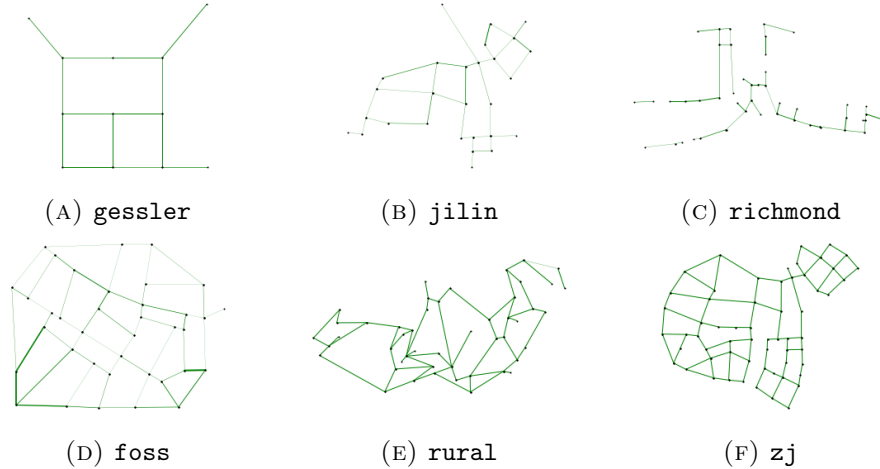 (A) gessler
(B) jilin
(C) richmond
(D) foss
(E) rural
(F) zj